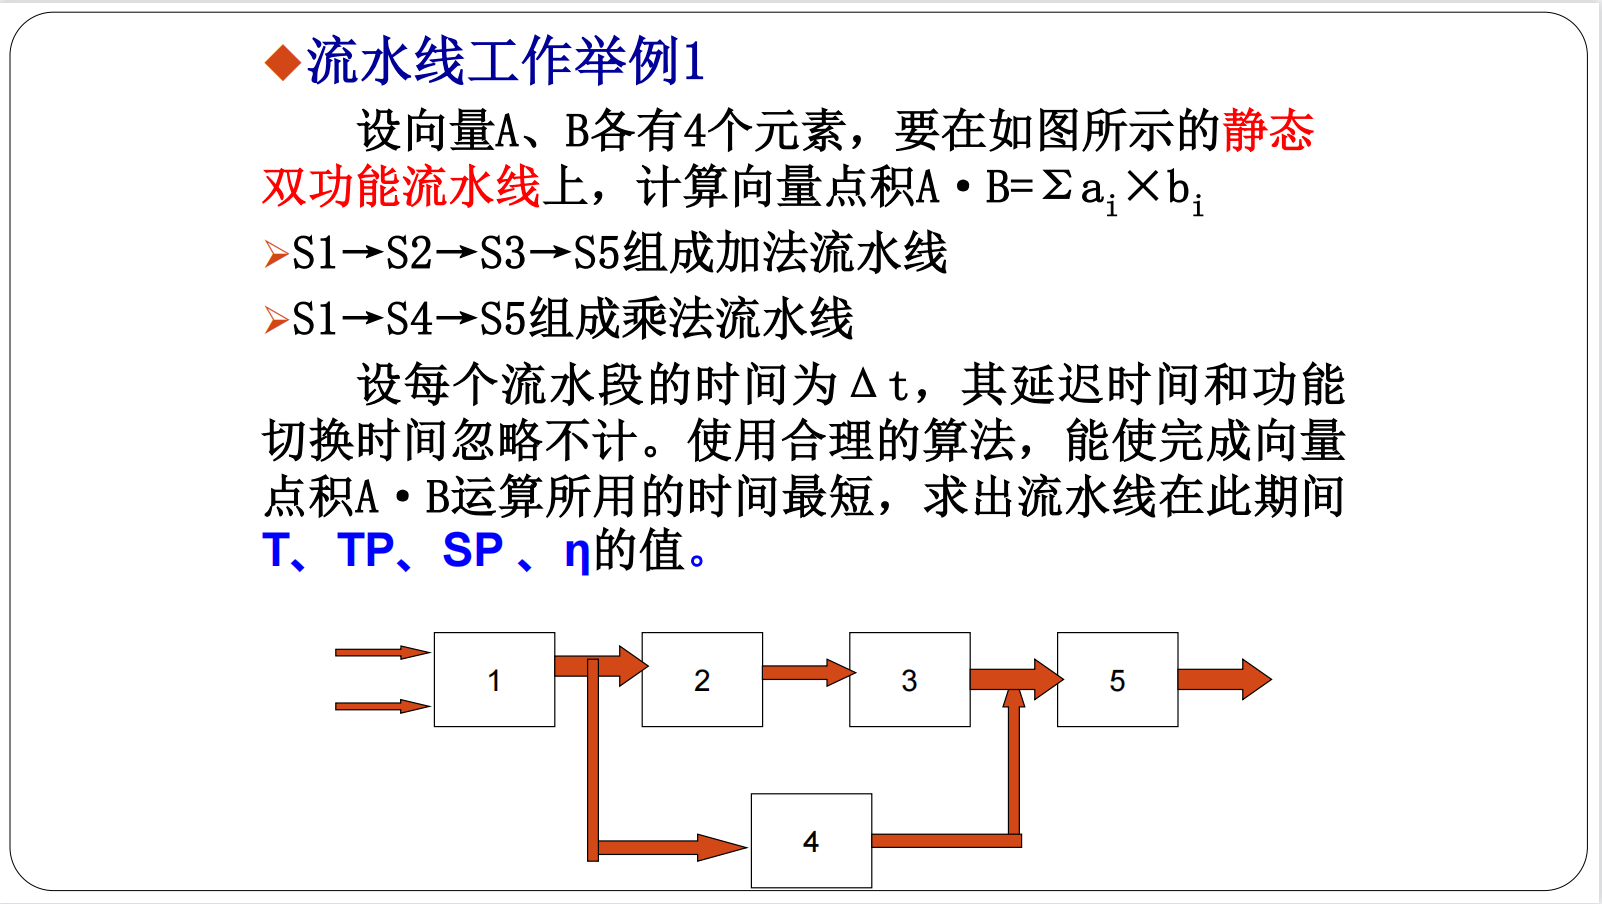 ◆流水线工作举例1
设向量A、B各有4个元素，要在如图所示的静态
双功能流水线上，计算向量点积A·B=Σai×bi
➢S1→S2→S3→S5组成加法流水线
➢S1→S4→S5组成乘法流水线
设每个流水段的时间为Δt，其延迟时间和功能
切换时间忽略不计。使用合理的算法，能使完成向量
点积A·B运算所用的时间最短，求出流水线在此期间
T、TP、SP、η的值。
1
2
3
5
4